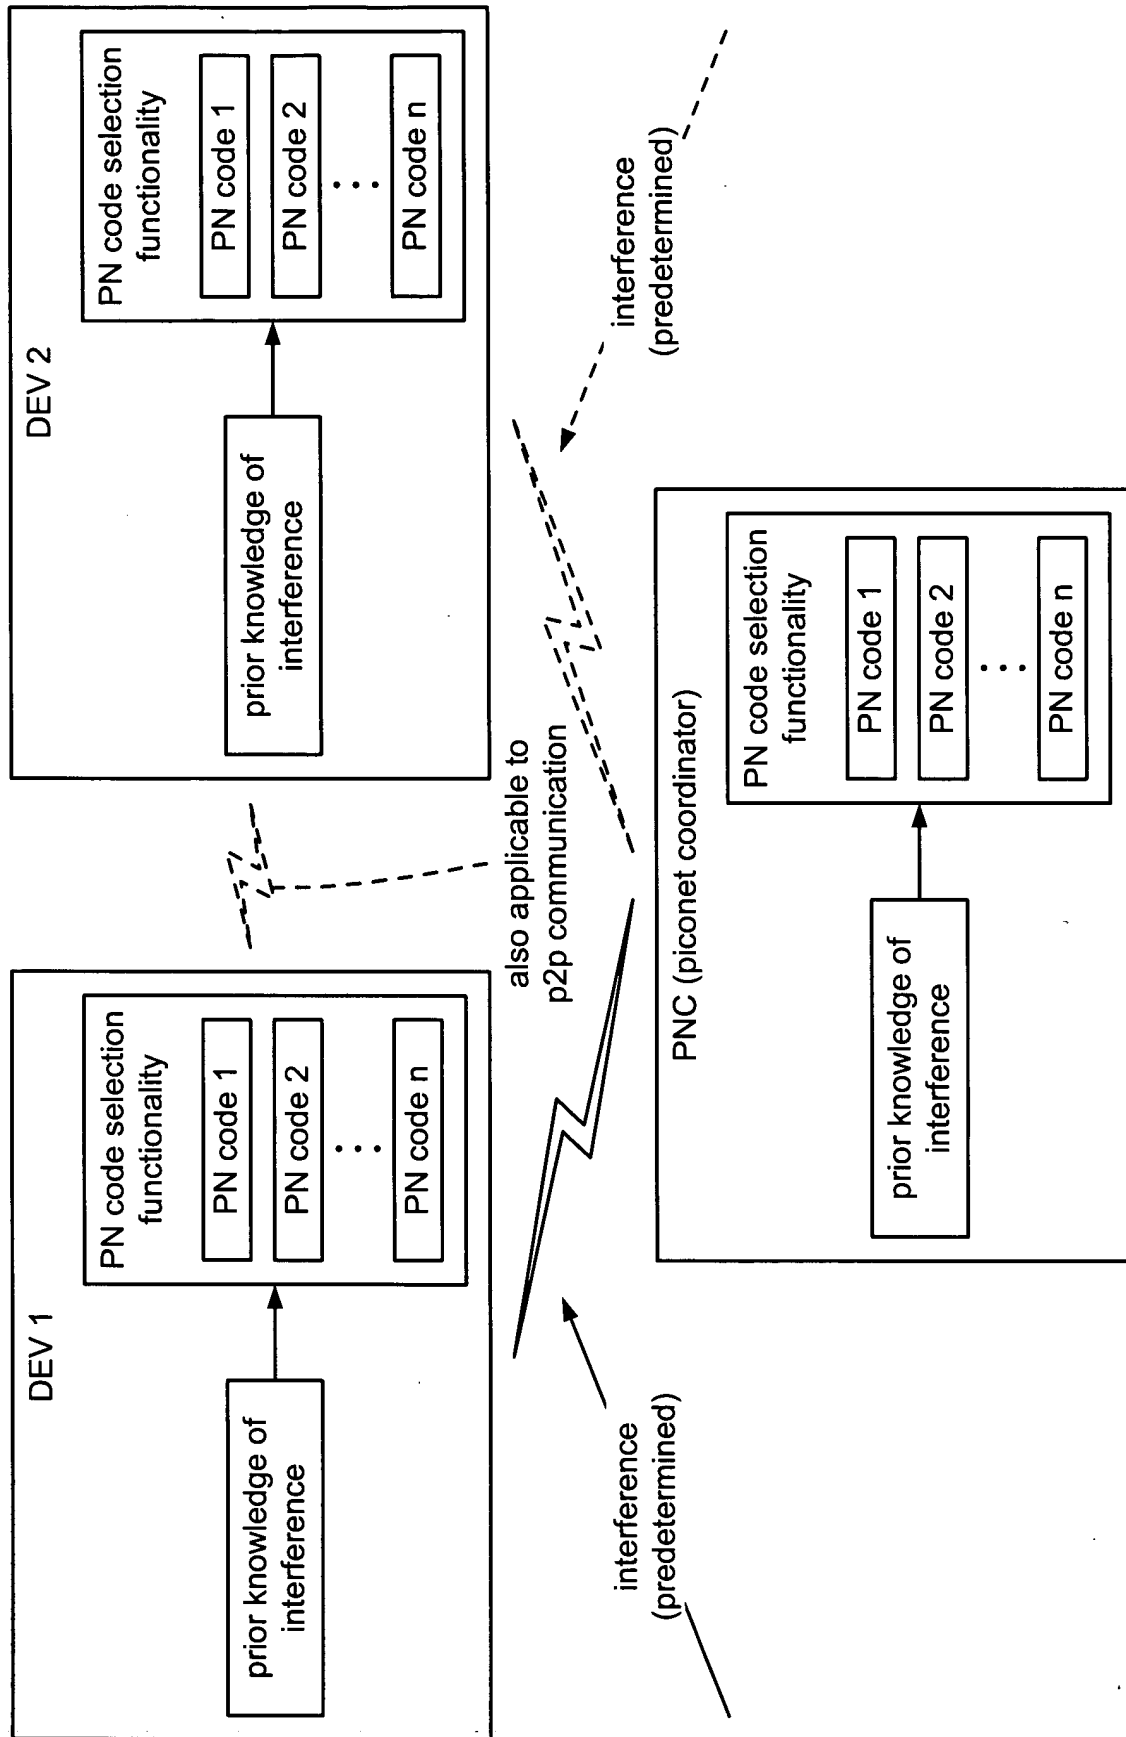 DEV 1
prior knowledge of
interference
PN code selection
functionality
PN code 1
PN code 2
PN code n
DEV 2
prior knowledge of
interference
PN code selection
functionality
PN code 1
PN code 2
PN code n
also applicable to
p2p communication
interference
(predetermined)
interference
(predetermined)
PNC (piconet coordinator)
prior knowledge of
interference
PN code selection
functionality
PN code 1
PN code 2
PN code n